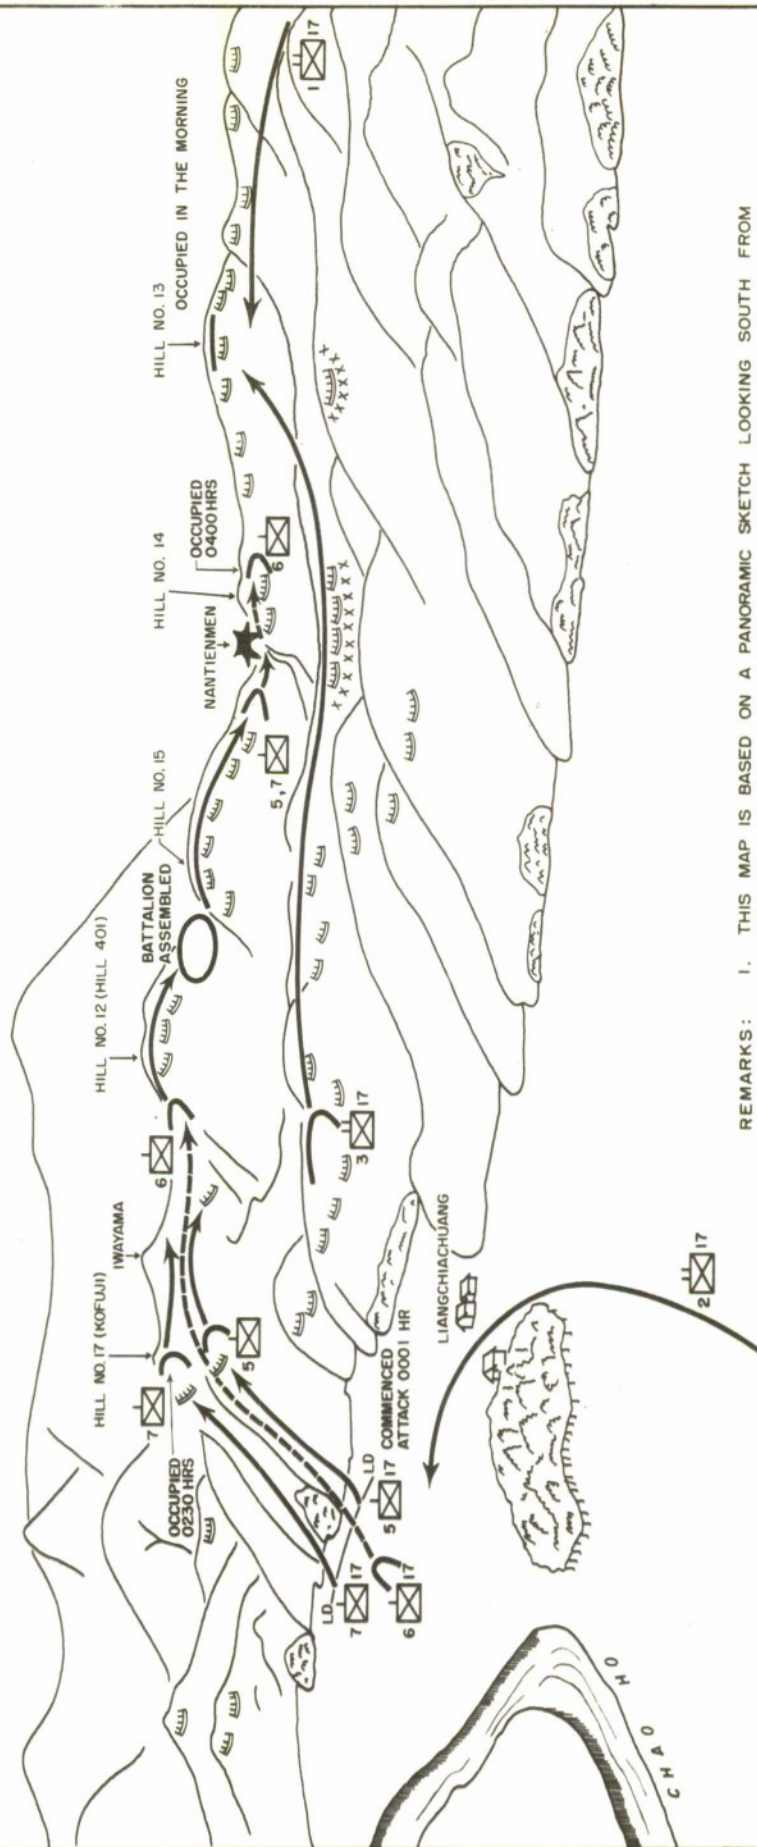 HILL NO. 17 (KOFUJI)
IWAYAMA
HILL NO. 12 (HILL 401)
BATTALION
ASSEMBLED
HILL NO. 15
NANTIENMEN
HILL NO. 14
OCCUPIED
0400 HRS
HILL NO. 13
OCCUPIED IN THE MORNING
1 17
7
OCCUPIED
0230 HRS
5
6
5,7
6
3 17
LD
7 17
6 17
LD
5 17
COMMENCED
ATTACK 0001 HR
LIANGCHIACHUANG
2 17
CHAO HO
REMARKS: 1. THIS MAP IS BASED ON A PANORAMIC SKETCH LOOKING SOUTH FROM